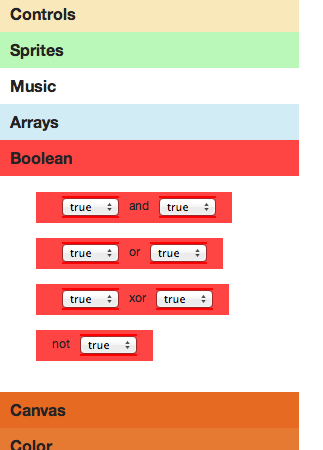 Controls
Sprites
Music
Arrays
Boolean
true and true
true or true
true xor true
not true
Canvas
Color